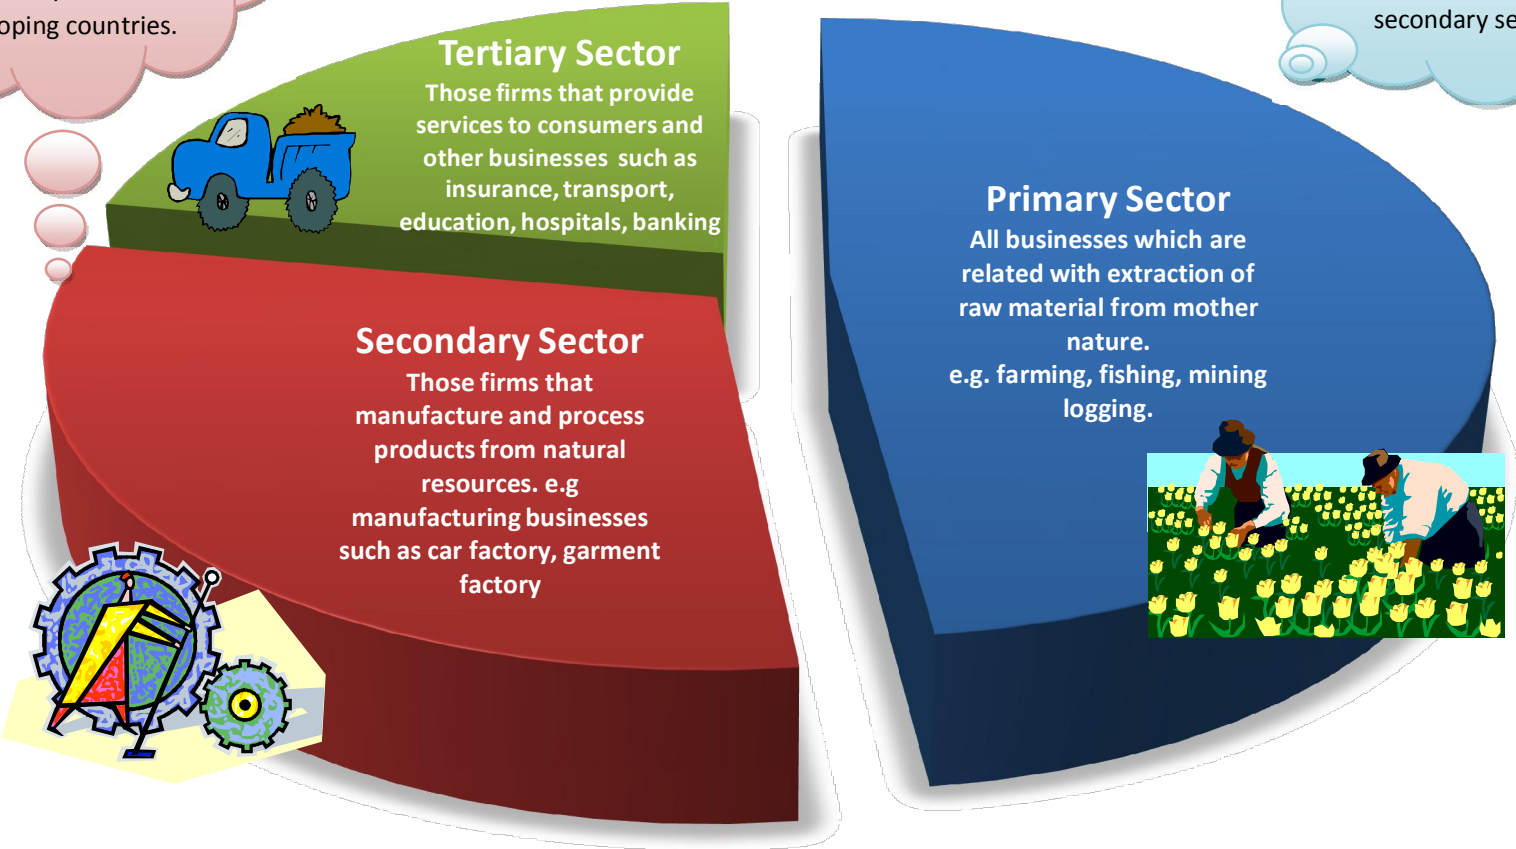 oping countries.
secondary se
Tertiary Sector
Those firms that provide
services to consumers and
other businesses such as
insurance, transport,
education, hospitals, banking
Primary Sector
All businesses which are
related with extraction of
raw material from mother
nature.
e.g. farming, fishing, mining
logging.
Secondary Sector
Those firms that
manufacture and process
products from natural
resources. e.g
manufacturing businesses
such as car factory, garment
factory